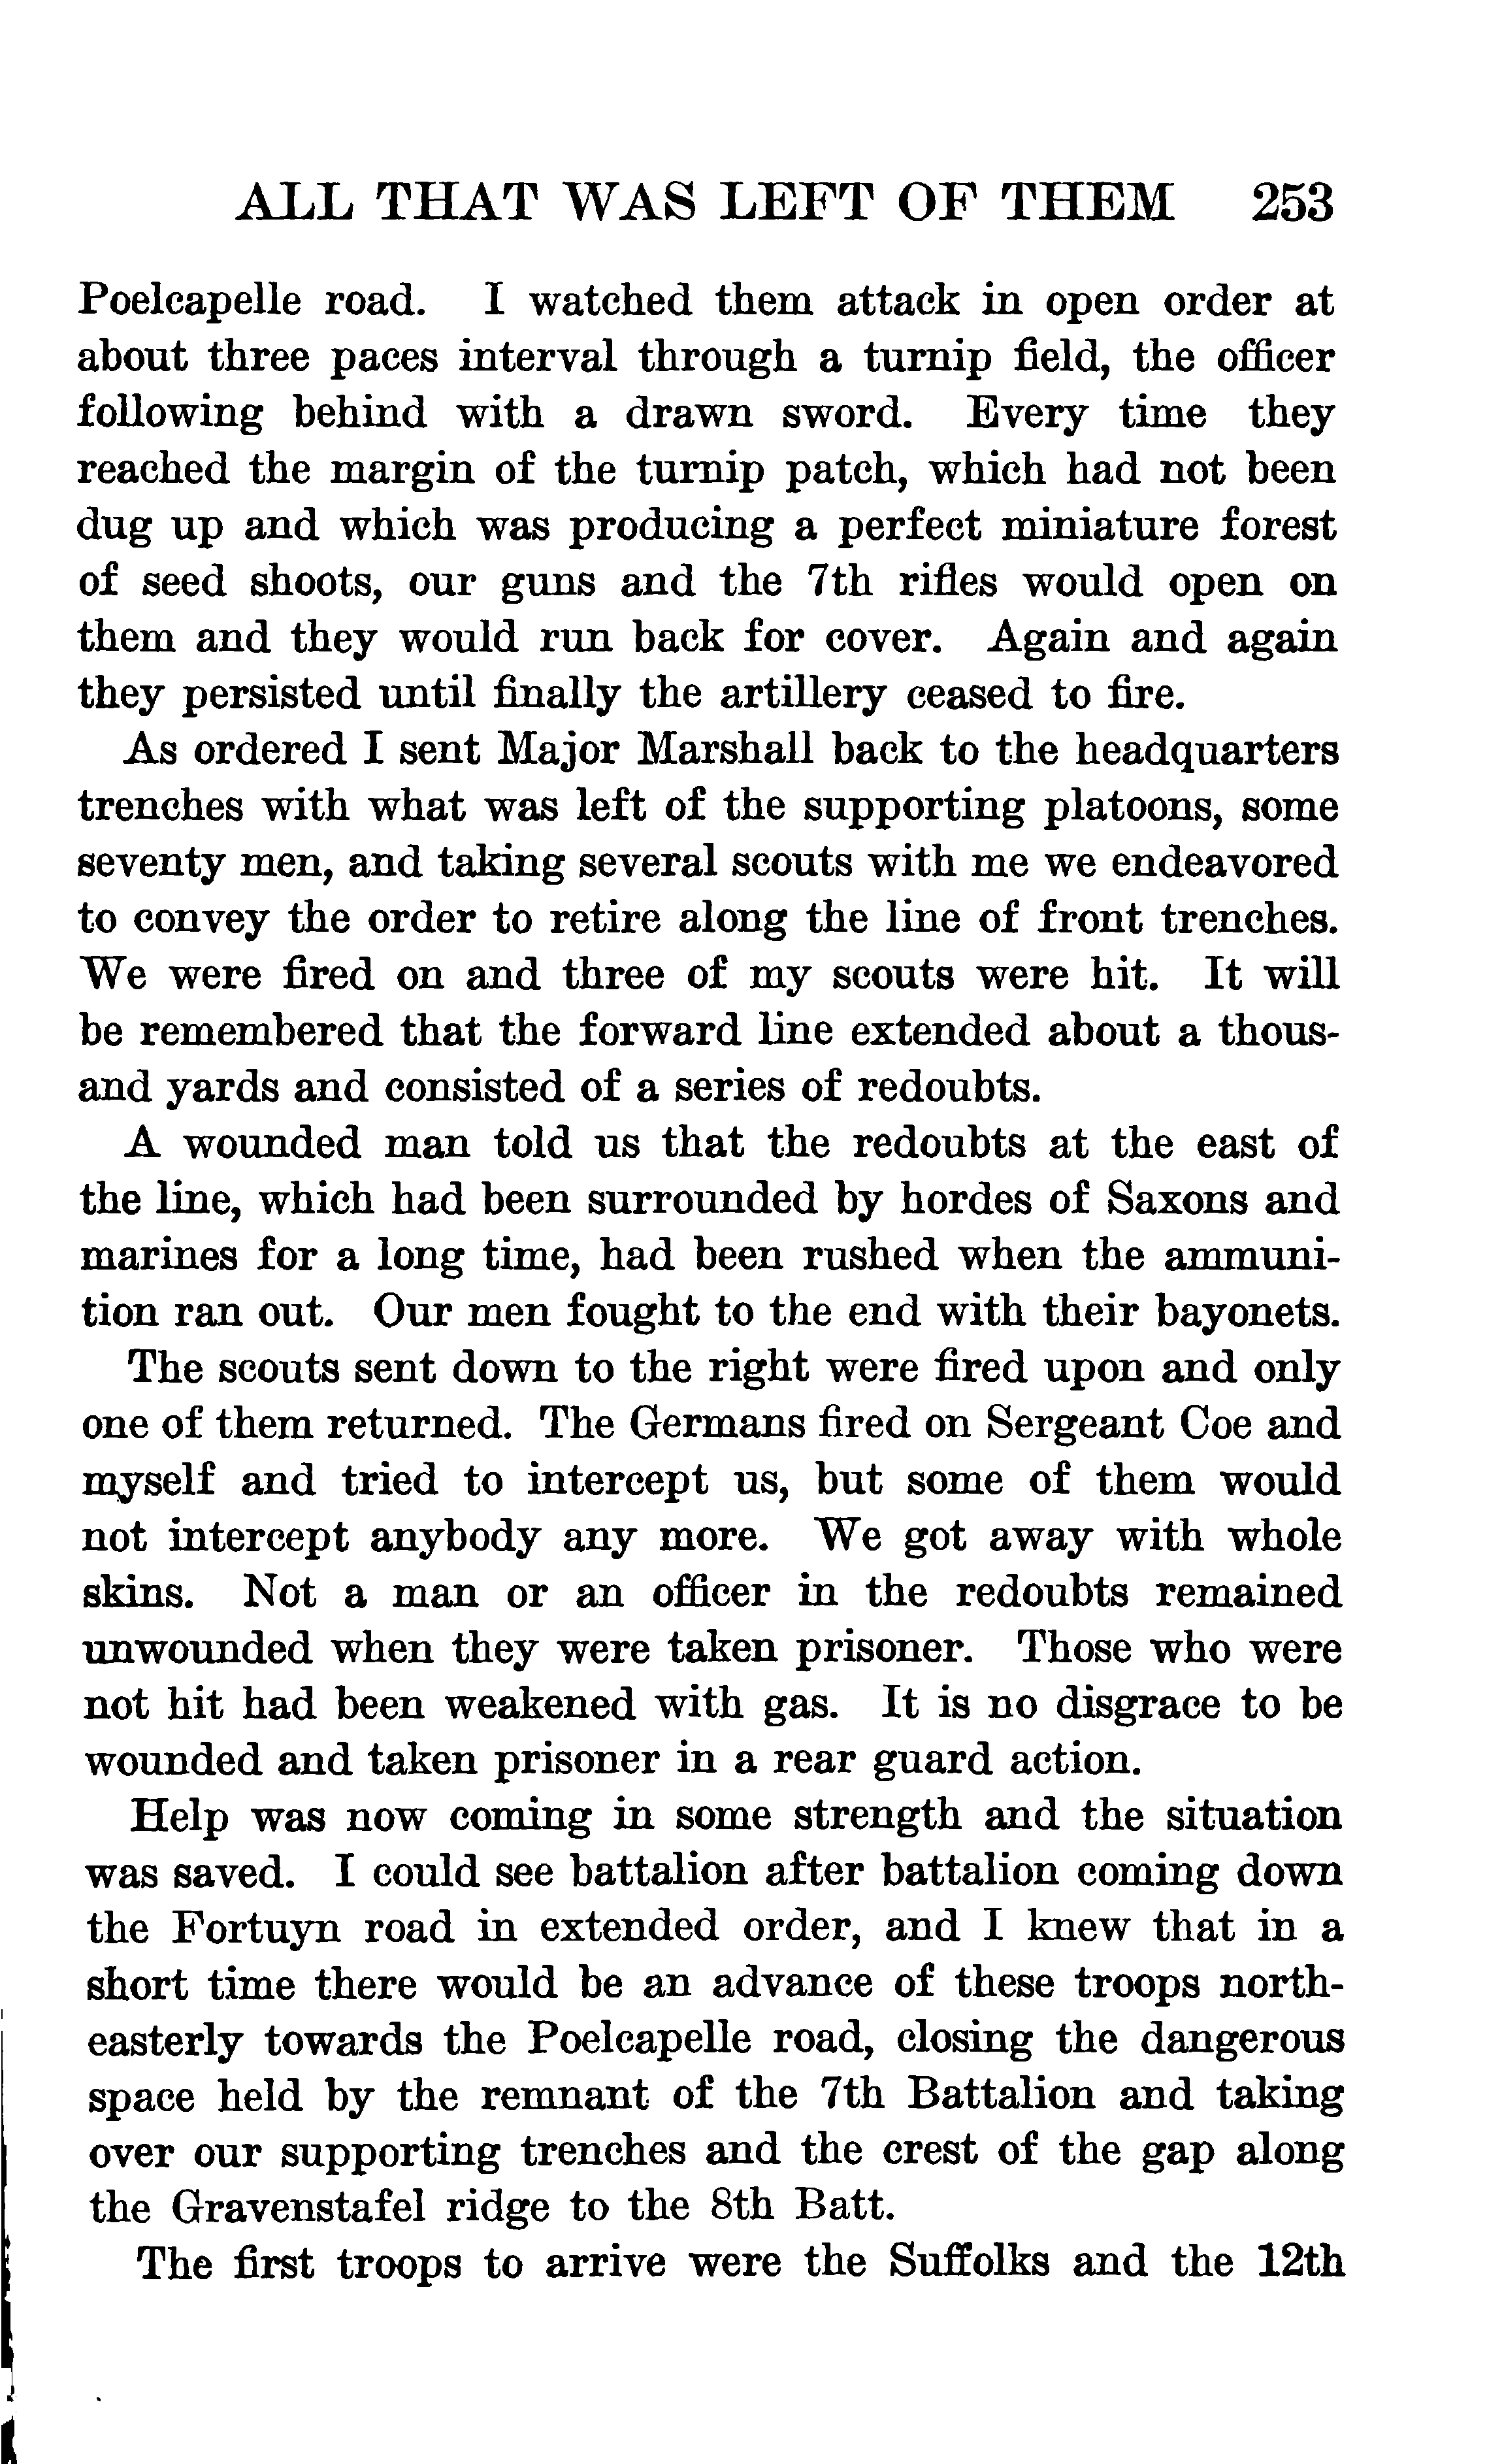 ALL THAT WAS LEFT OF THEM 253
Poelcapelle road. I watched them attack in open order at
about three paces interval through a turnip field, the officer
following behind with a drawn sword. Every time they
reached the margin of the turnip patch, which had not been
dug up and which was producing a perfect miniature forest
of seed shoots, our guns and the 7th rifles would open on
them and they would run back for cover. Again and again
they persisted until finally the artillery ceased to fire.
As ordered I sent Major Marshall back to the headquarters
trenches with what was left of the supporting platoons, some
seventy men, and taking several scouts with me we endeavored
to convey the order to retire along the line of front trenches.
We were fired on and three of my scouts were hit. It will
be remembered that the forward line extended about a thous-
and yards and consisted of a series of redoubts.
A wounded man told us that the redoubts at the east of
the line, which had been surrounded by hordes of Saxons and
marines for a long time, had been rushed when the ammuni-
tion ran out. Our men fought to the end with their bayonets.
The scouts sent down to the right were fired upon and only
one of them returned. The Germans fired on Sergeant Coe and
myself and tried to intercept us, but some of them would
not intercept anybody any more. We got away with whole
skins. Not a man or an officer in the redoubts remained
unwounded when they were taken prisoner. Those who were
not hit had been weakened with gas. It is no disgrace to be
wounded and taken prisoner in a rear guard action.
Help was now coming in some strength and the situation
was saved. I could see battalion after battalion coming down
the Fortuyn road in extended order, and I knew that in a
short time there would be an advance of these troops north-
easterly towards the Poelcapelle road, closing the dangerous
space held by the remnant of the 7th Battalion and taking
over our supporting trenches and the crest of the gap along
the Gravenstafel ridge to the 8th Batt.
The first troops to arrive were the Suffolks and the 12th